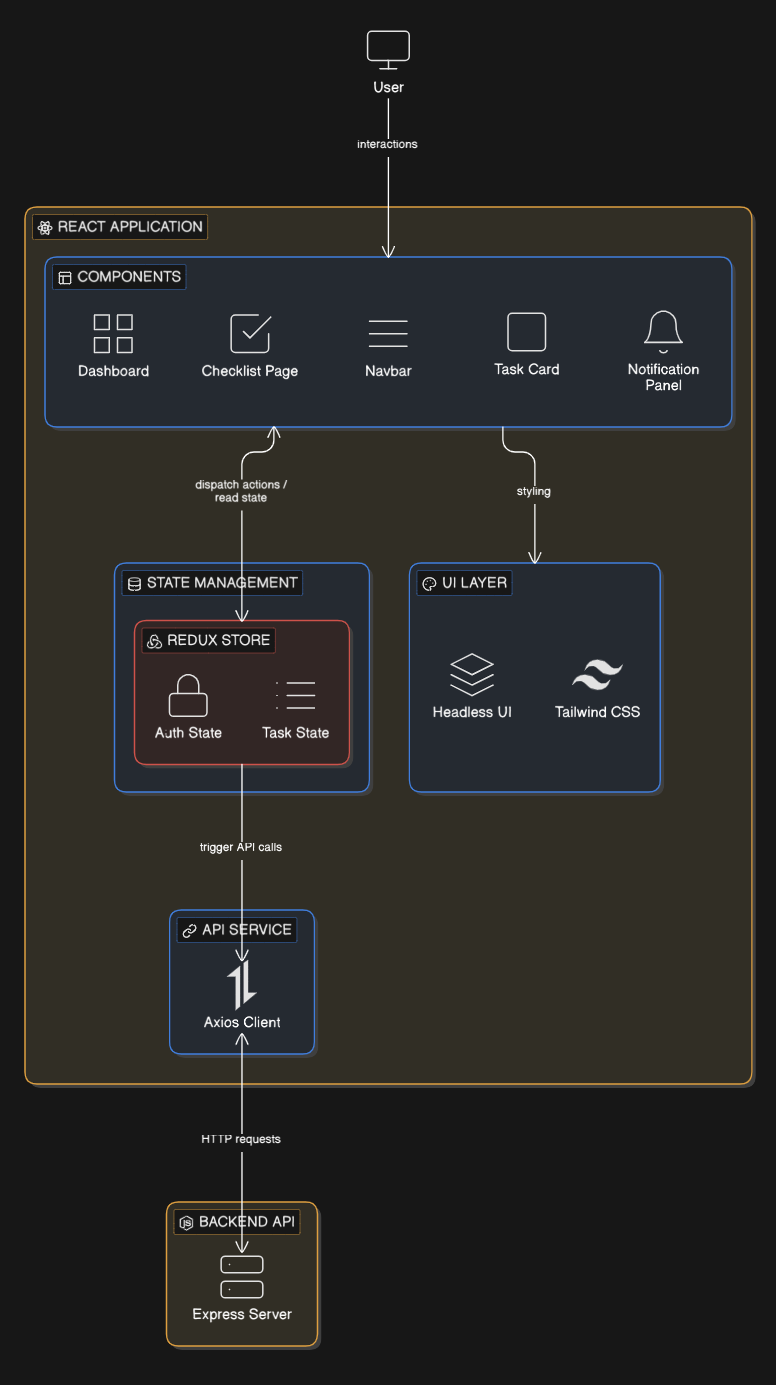 User
interactions
REACT APPLICATION
COMPONENTS
Dashboard
Checklist Page
Navbar
Task Card
Notification
Panel
dispatch actions /
read state
styling
STATE MANAGEMENT
REDUX STORE
Auth State
Task State
UI LAYER
Headless UI
Tailwind CSS
trigger API calls
API SERVICE
Axios Client
HTTP requests
BACKEND API
Express Server